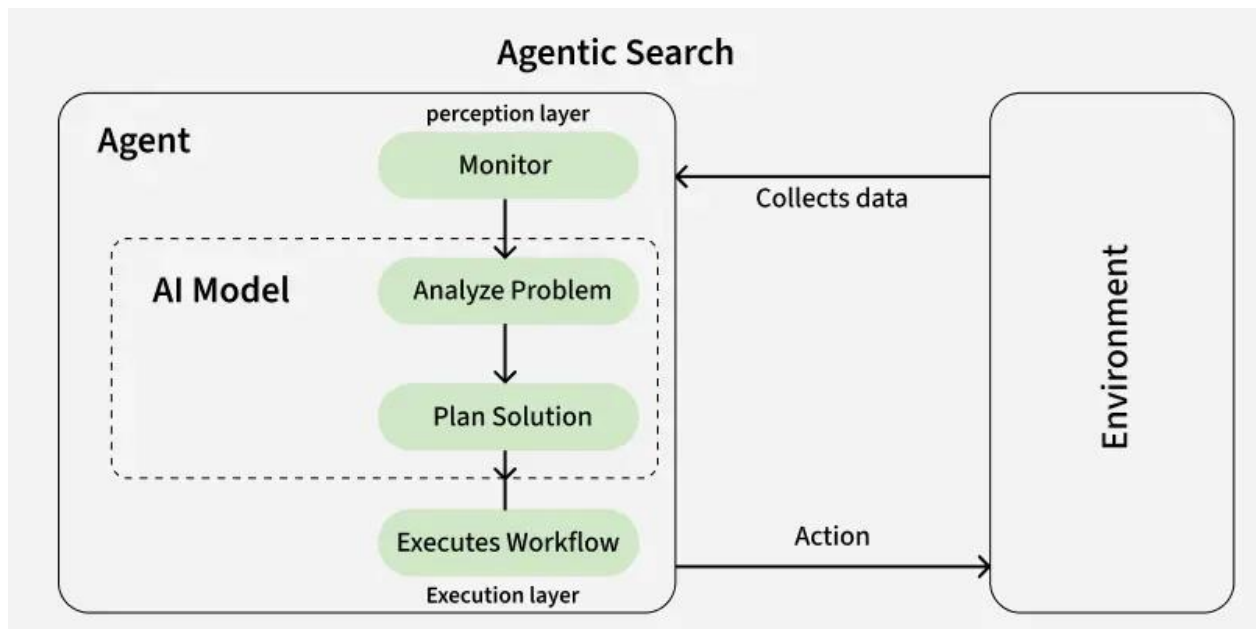 Agentic Search
Agent
perception layer
Monitor
Collects data
AI Model
Analyze Problem
Plan Solution
Environment
Executes Workflow
Action
Execution layer